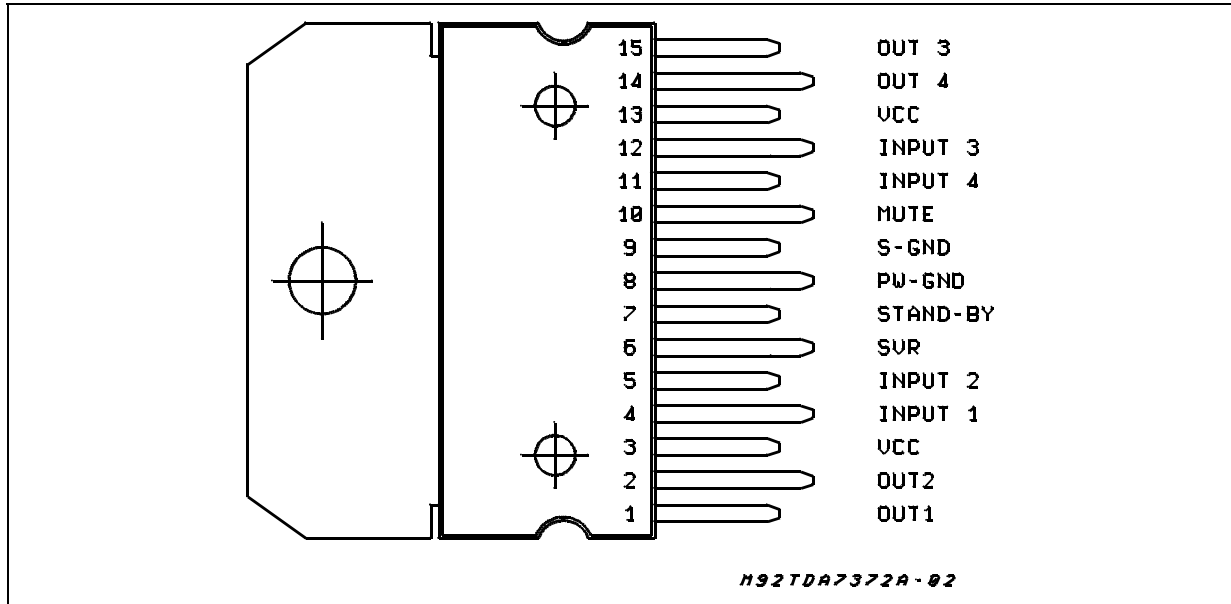 15 OUT 3
14 OUT 4
13 VCC
12 INPUT 3
11 INPUT 4
10 MUTE
9 S-GND
8 PW-GND
7 STAND-BY
6 SVR
5 INPUT 2
4 INPUT 1
3 VCC
2 OUT2
1 OUT1
M92TDA7372A-02